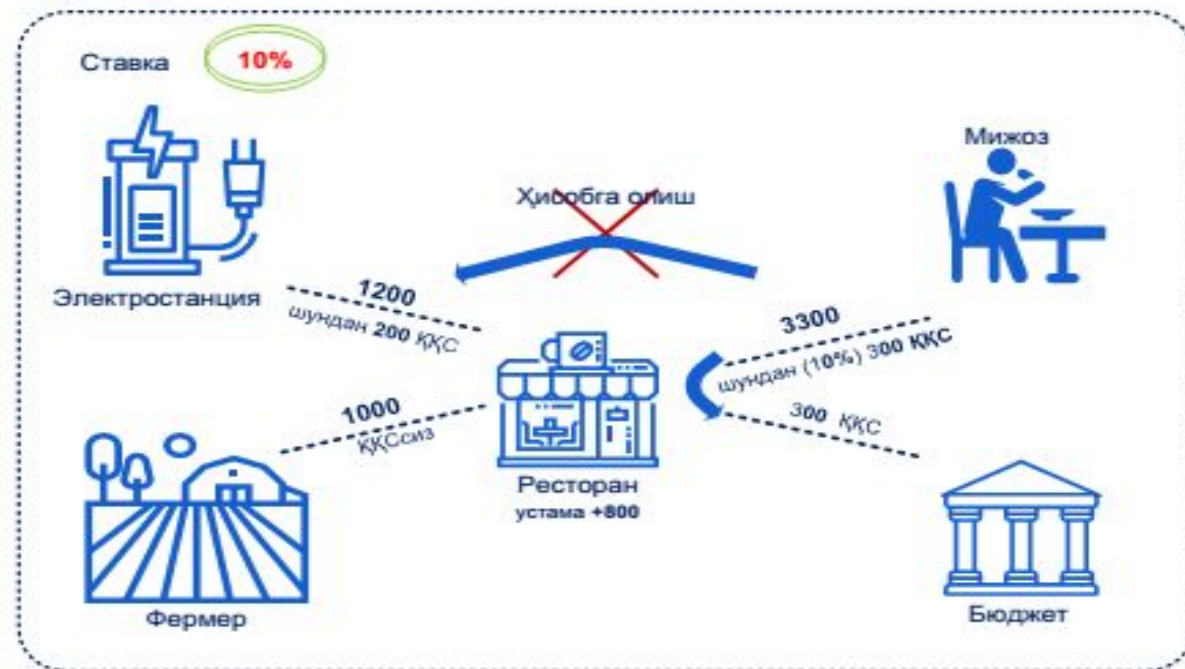 Ставка 10%
Мижоз
Ҳисобга олиш
Электростанция
1200
шундан 200 ҚҚС
3300
шундан (10%) 300 ҚҚС
1000
ҚҚСсиз
300 ҚҚС
Ресторан
устама +800
Фермер
Бюджет